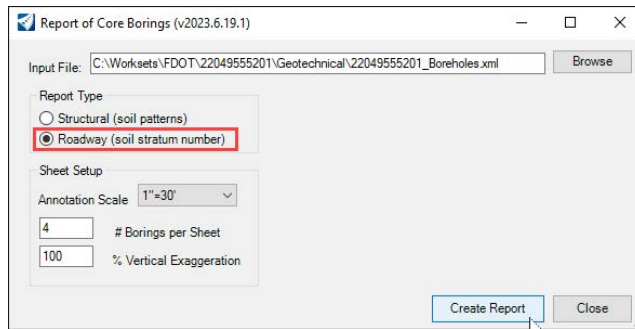 Report of Core Borings (v2023.6.19.1)
Input File: C:\Worksets\FDOT\22049555201\Geotechnical\22049555201_Boreholes.xml Browse
Report Type
Structural (soil patterns)
Roadway (soil stratum number)
Sheet Setup
Annotation Scale 1"=30'
4 # Borings per Sheet
100 % Vertical Exaggeration
Create Report Close